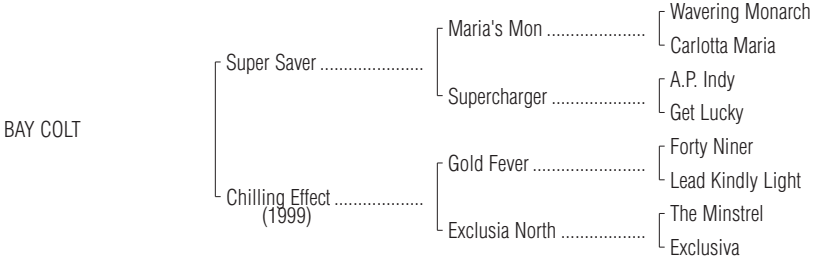 Wavering Monarch
Maria's Mon .....................
Carlotta Maria
Super Saver ......................
A.P. Indy
Supercharger ....................
Get Lucky
BAY COLT
Forty Niner
Gold Fever ........................
Lead Kindly Light
Chilling Effect ...................
(1999)
The Minstrel
Exclusia North ..................
Exclusiva